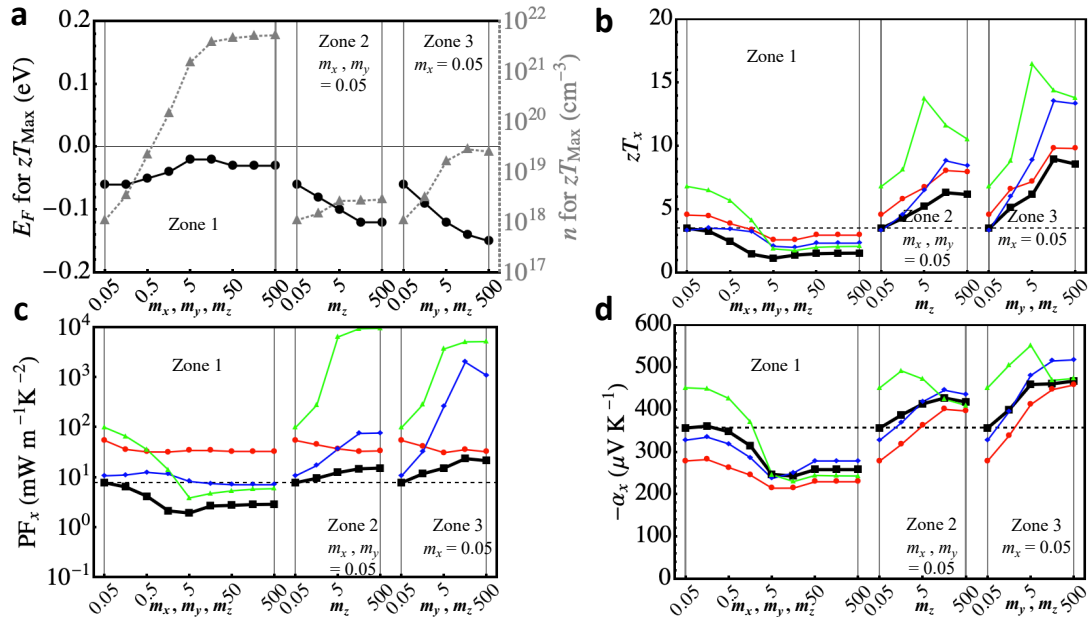 a
E_F for zT_Max (eV)
0.2
0.1
0.0
−0.1
−0.2
Zone 1
Zone 2
m_x , m_y
= 0.05
Zone 3
m_x = 0.05
10^22
10^21
10^20
10^19
10^18
10^17
n for zT_Max (cm^−3)
0.05
0.5
5
50
500
0.05
5
500
0.05
5
500
m_x, m_y, m_z
m_z
m_y, m_z
b
zT_x
20
15
10
5
0
Zone 1
Zone 2
m_x , m_y
= 0.05
Zone 3
m_x = 0.05
0.05
0.5
5
50
500
0.05
5
500
0.05
5
500
m_x, m_y, m_z
m_z
m_y, m_z
c
PF_x (mW m^−1K^−2)
10^4
10^3
10^2
10^1
10^0
10^−1
Zone 1
Zone 2
m_x , m_y
= 0.05
Zone 3
m_x = 0.05
0.05
0.5
5
50
500
0.05
5
500
0.05
5
500
m_x, m_y, m_z
m_z
m_y, m_z
d
−α_x (μV K^−1)
600
500
400
300
200
100
0
Zone 1
Zone 2
m_x , m_y
= 0.05
Zone 3
m_x = 0.05
0.05
0.5
5
50
500
0.05
5
500
0.05
5
500
m_x, m_y, m_z
m_z
m_y, m_z